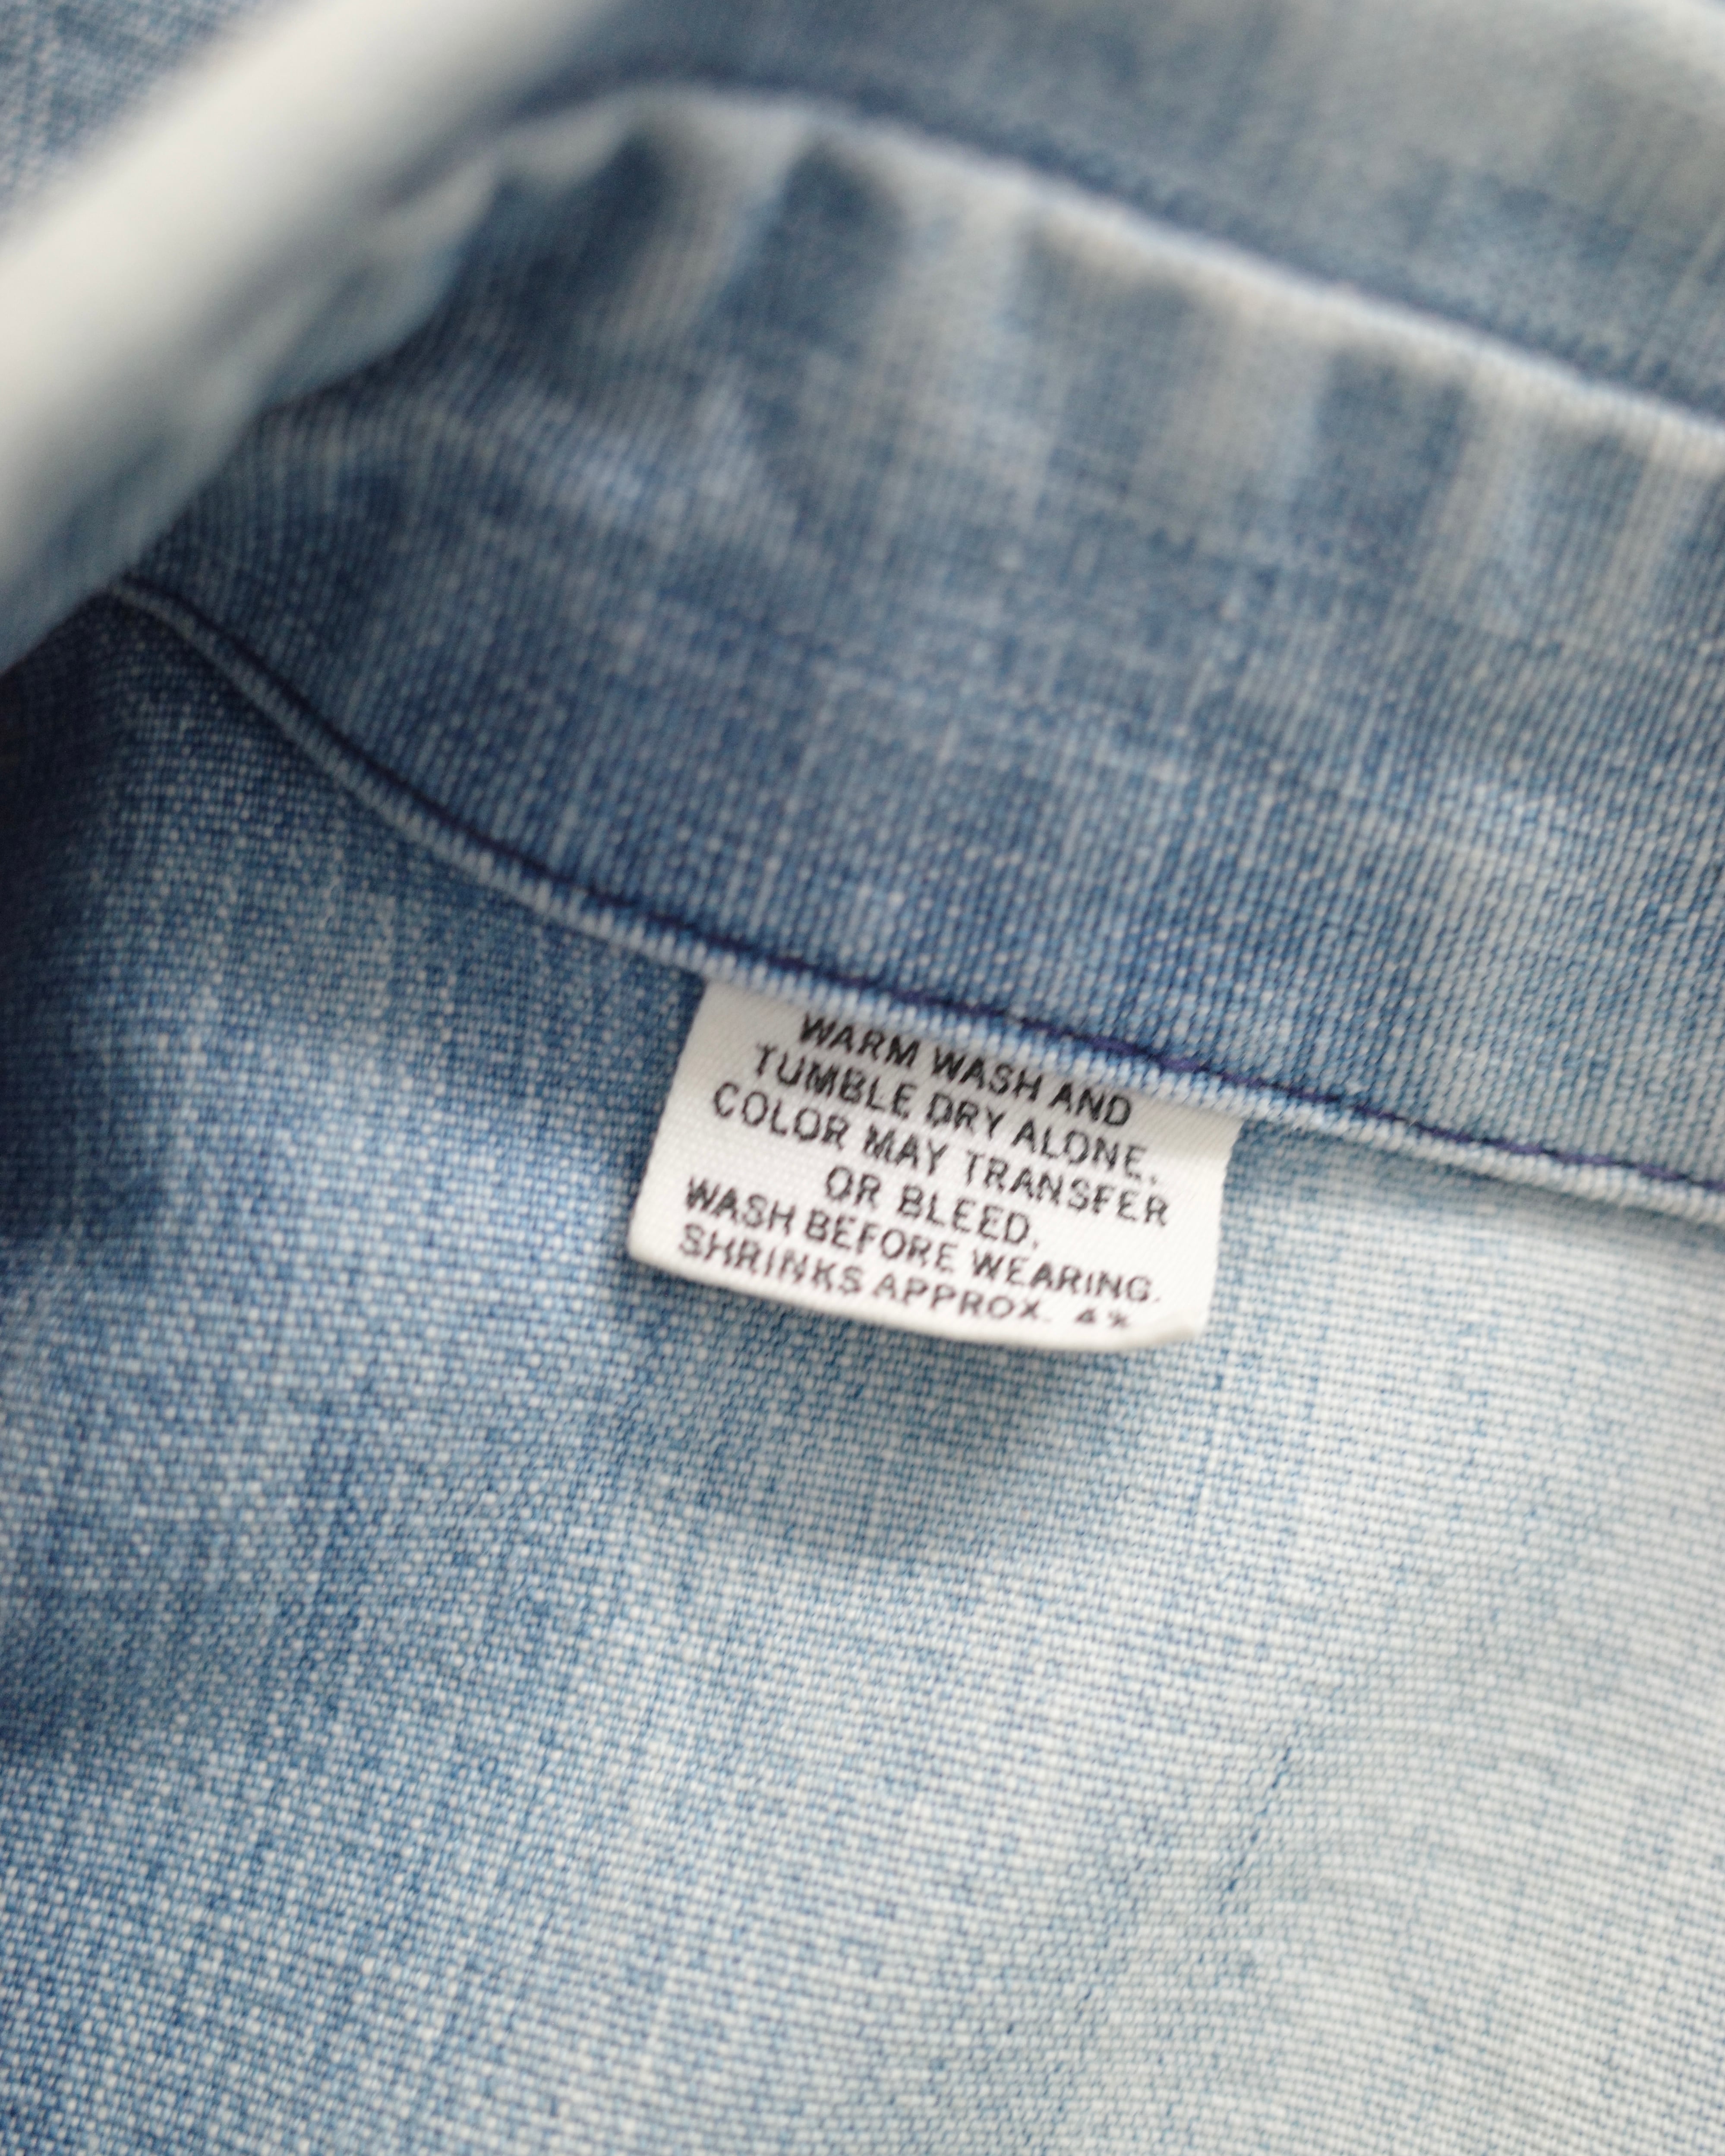 WARM WASH AND
TUMBLE DRY ALONE.
COLOR MAY TRANSFER
OR BLEED.
WASH BEFORE WEARING.
SHRINKS APPROX. 4%